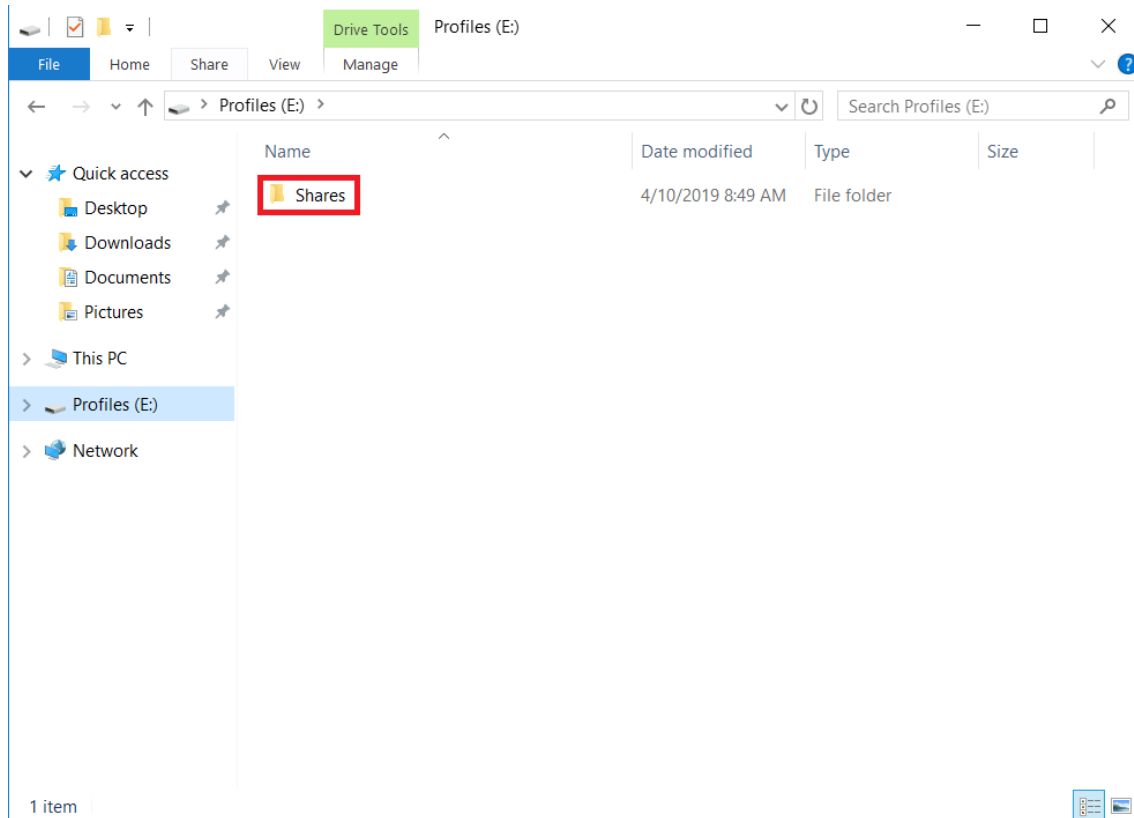 Drive Tools
Profiles (E:)
File
Home
Share
View
Manage
?
Profiles (E:)
Search Profiles (E:)
Name
Date modified
Type
Size
Quick access
Desktop
Downloads
Documents
Pictures
This PC
Profiles (E:)
Network
Shares
4/10/2019 8:49 AM
File folder
1 item